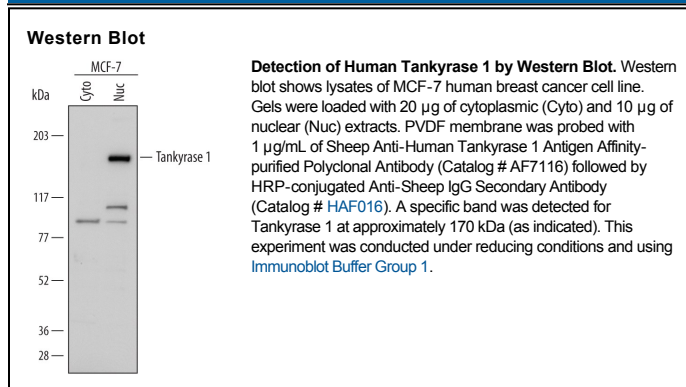 Western Blot
MCF-7
kDa
Cyto
Nuc
203
Tankyrase 1
117
77
52
36
28
Detection of Human Tankyrase 1 by Western Blot. Western
blot shows lysates of MCF-7 human breast cancer cell line.
Gels were loaded with 20 µg of cytoplasmic (Cyto) and 10 µg of
nuclear (Nuc) extracts. PVDF membrane was probed with
1 µg/mL of Sheep Anti-Human Tankyrase 1 Antigen Affinity-
purified Polyclonal Antibody (Catalog # AF7116) followed by
HRP-conjugated Anti-Sheep IgG Secondary Antibody
(Catalog # HAF016). A specific band was detected for
Tankyrase 1 at approximately 170 kDa (as indicated). This
experiment was conducted under reducing conditions and using
Immunoblot Buffer Group 1.